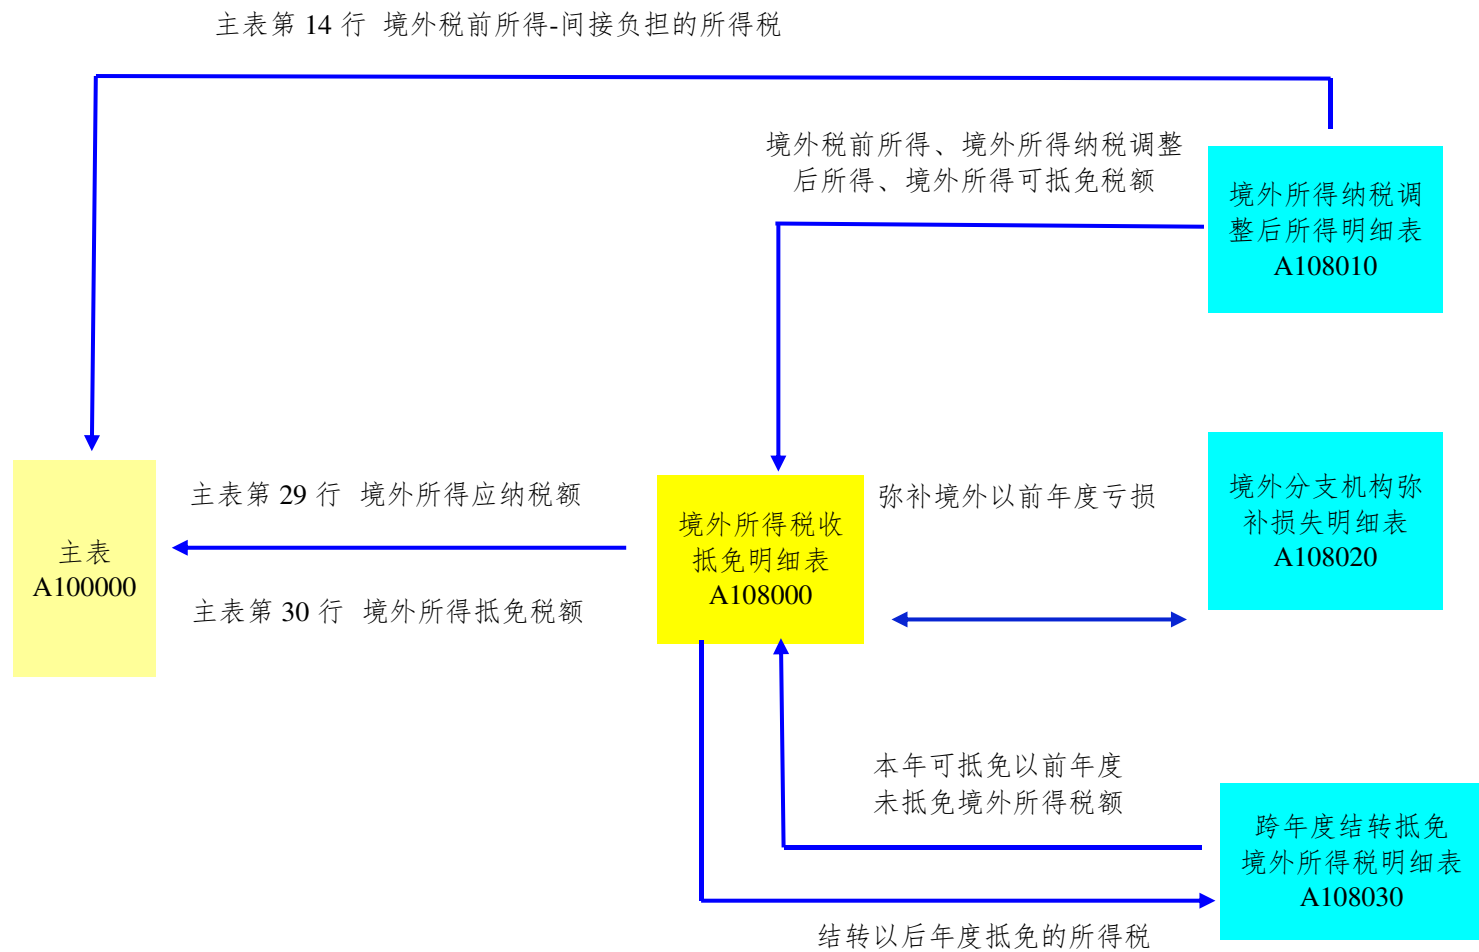 主表第 14 行 境外税前所得-间接负担的所得税
境外税前所得、境外所得纳税调整
后所得、境外所得可抵免税额
境外所得纳税调
整后所得明细表
A108010
主表第 29 行 境外所得应纳税额
主表
A100000
主表第 30 行 境外所得抵免税额
境外所得税收
抵免明细表
A108000
弥补境外以前年度亏损
境外分支机构弥
补损失明细表
A108020
本年可抵免以前年度
未抵免境外所得税额
跨年度结转抵免
境外所得税明细表
A108030
结转以后年度抵免的所得税